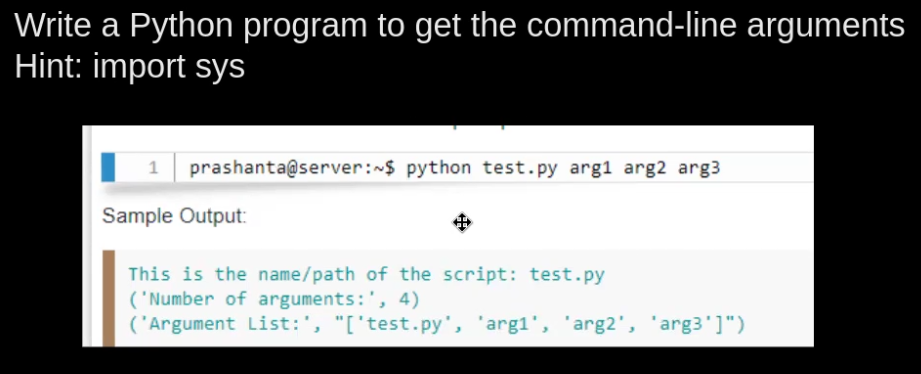 Write a Python program to get the command-line arguments
Hint: import sys
1 prashanta@server:~$ python test.py arg1 arg2 arg3
Sample Output:
This is the name/path of the script: test.py
('Number of arguments:', 4)
('Argument List:', "['test.py', 'arg1', 'arg2', 'arg3']")